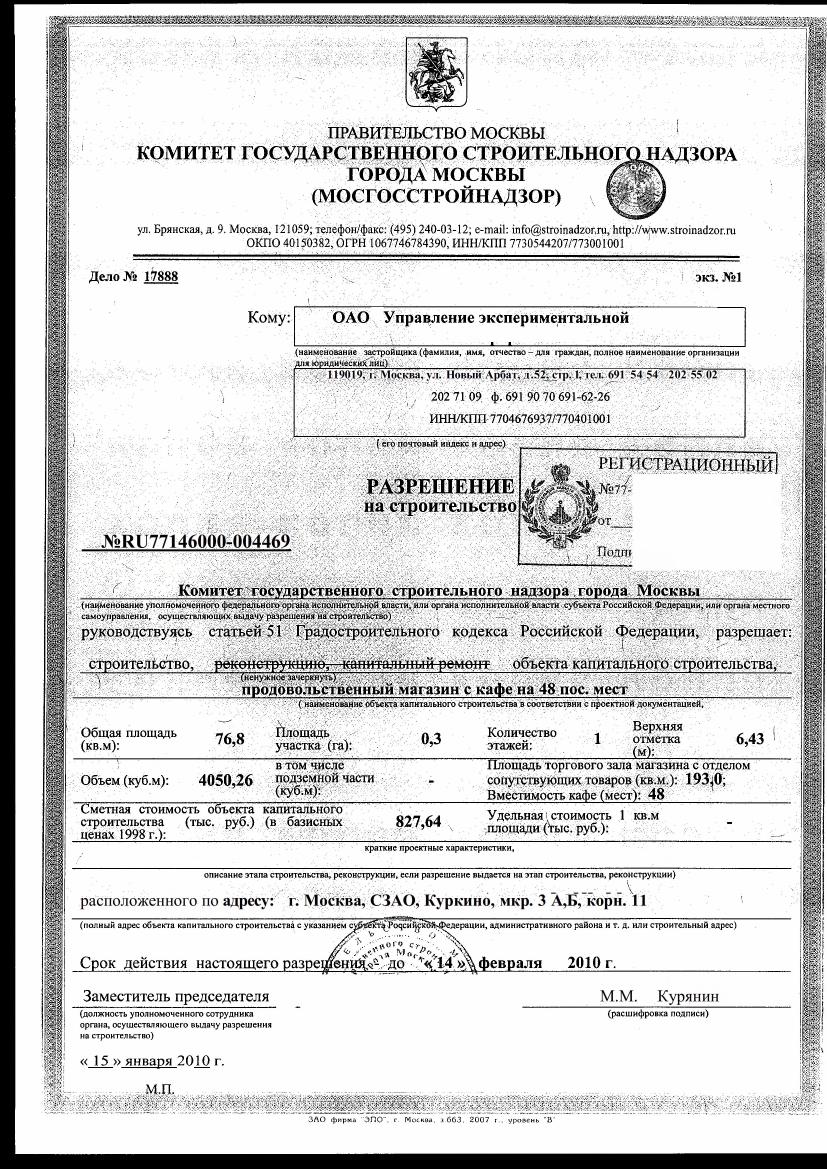 ПРАВИТЕЛЬСТВО МОСКВЫ
КОМИТЕТ ГОСУДАРСТВЕННОГО СТРОИТЕЛЬНОГО НАДЗОРА
ГОРОДА МОСКВЫ
(МОСГОССТРОЙНАДЗОР)
ул. Брянская, д. 9. Москва, 121059; телефон/факс: (495) 240-03-12; e-mail: info@stroinadzor.ru, http://www.stroinadzor.ru
ОКПО 40150382, ОГРН 1067746784390, ИНН/КПП 7730544207/773001001
Дело № 17888 экз. №1
Кому: ОАО Управление экспериментальной
(наименование застройщика (фамилия, имя, отчество – для граждан, полное наименование организации
для юридических лиц)
119019, г. Москва, ул. Новый Арбат, д.52, стр. 1, тел. 691 54 54 202 55 02
202 71 09 ф. 691 90 70 691-62-26
ИНН/КПП 7704676937/770401001
( его почтовый индекс и адрес)
РЕГИСТРАЦИОННЫЙ
№77-
от
РАЗРЕШЕНИЕ
на строительство
№RU77146000-004469
Комитет государственного строительного надзора города Москвы
(наименование уполномоченного федерального органа исполнительной власти, или органа исполнительной власти субъекта Российской Федерации, или органа местного
самоуправления, осуществляющих выдачу разрешения на строительство)
руководствуясь статьей 51 Градостроительного кодекса Российской Федерации, разрешает:
строительство, реконструкцию, капитальный ремонт объекта капитального строительства,
(ненужное зачеркнуть)
продовольственный магазин с кафе на 48 пос. мест
( наименование объекта капитального строительства в соответствии с проектной документацией,
Общая площадь (кв.м): 76,8 Площадь участка (га): 0,3 Количество этажей: 1 Верхняя отметка (м): 6,43
Объем (куб.м): 4050,26 в том числе подземной части (куб.м): - Площадь торгового зала магазина с отделом сопутствующих товаров (кв.м.): 193,0; Вместимость кафе (мест): 48
Сметная стоимость объекта капитального строительства (тыс. руб.) (в базисных ценах 1998 г.): 827,64 Удельная стоимость 1 кв.м площади (тыс. руб.): -
краткие проектные характеристики,
описание этапа строительства, реконструкции, если разрешение выдается на этап строительства, реконструкции)
расположенного по адресу: г. Москва, СЗАО, Куркино, мкр. 3 А,Б, корп. 11
(полный адрес объекта капитального строительства с указанием субъекта Российской Федерации, административного района и т. д. или строительный адрес)
Срок действия настоящего разрешения до «14» февраля 2010 г.
Заместитель председателя М.М. Курянин
(должность уполномоченного сотрудника (расшифровка подписи)
органа, осуществляющего выдачу разрешения
на строительство)
« 15 » января 2010 г.
М.П.
ЗАО фирма "ЭПО", г. Москва, з.663, 2007 г., уровень "В"